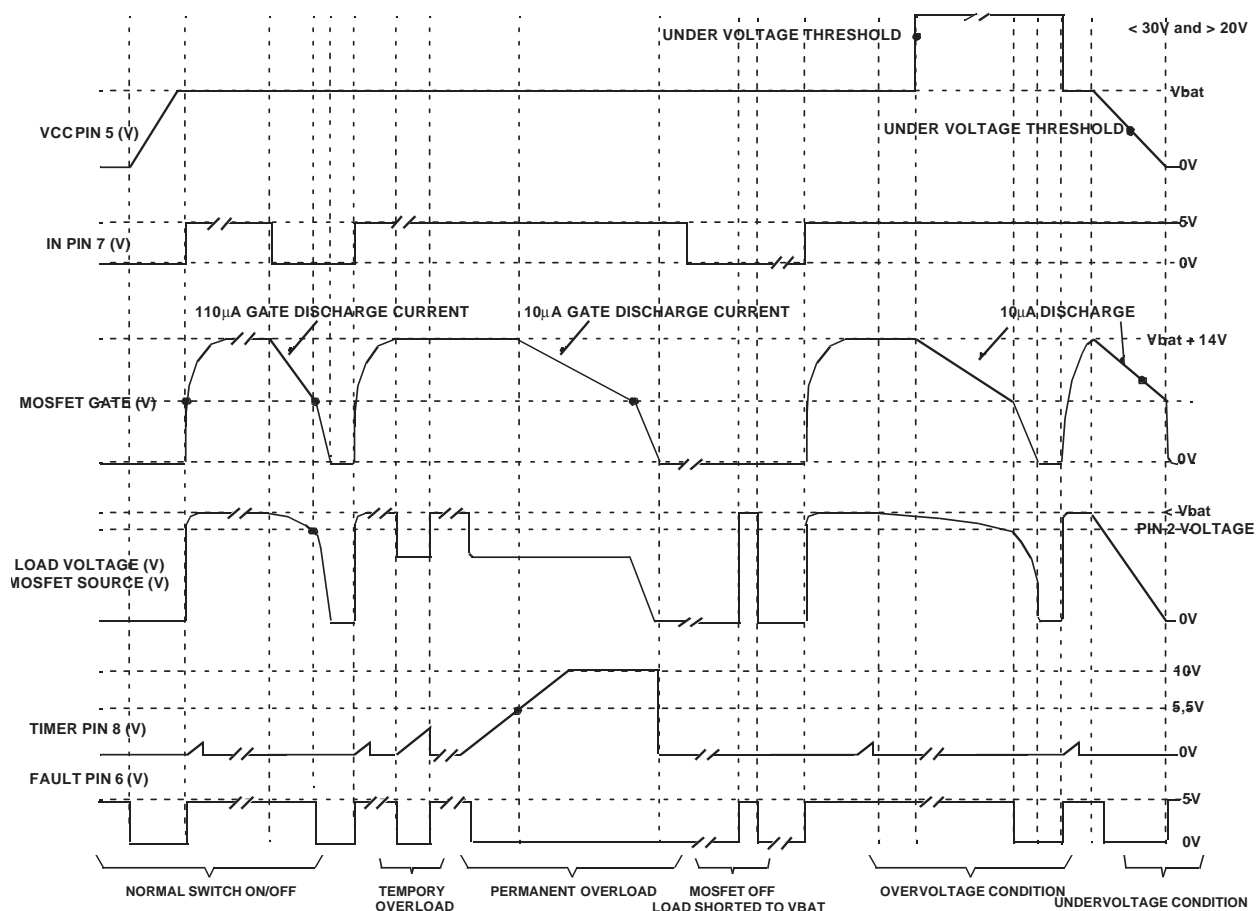 < 30V and > 20V
UNDER VOLTAGE THRESHOLD
Vbat
VCC PIN 5 (V)
UNDER VOLTAGE THRESHOLD
0V
5V
IN PIN 7 (V)
0V
110µA GATE DISCHARGE CURRENT
10µA GATE DISCHARGE CURRENT
10µA DISCHARGE
Vbat + 14V
MOSFET GATE (V)
0V
< Vbat
PIN 2 VOLTAGE
LOAD VOLTAGE (V)
MOSFET SOURCE (V)
0V
10V
5,5V
TIMER PIN 8 (V)
0V
FAULT PIN 6 (V)
5V
0V
NORMAL SWITCH ON/OFF
TEMPORY
OVERLOAD
PERMANENT OVERLOAD
MOSFET OFF
LOAD SHORTED TO VBAT
OVERVOLTAGE CONDITION
UNDERVOLTAGE CONDITION